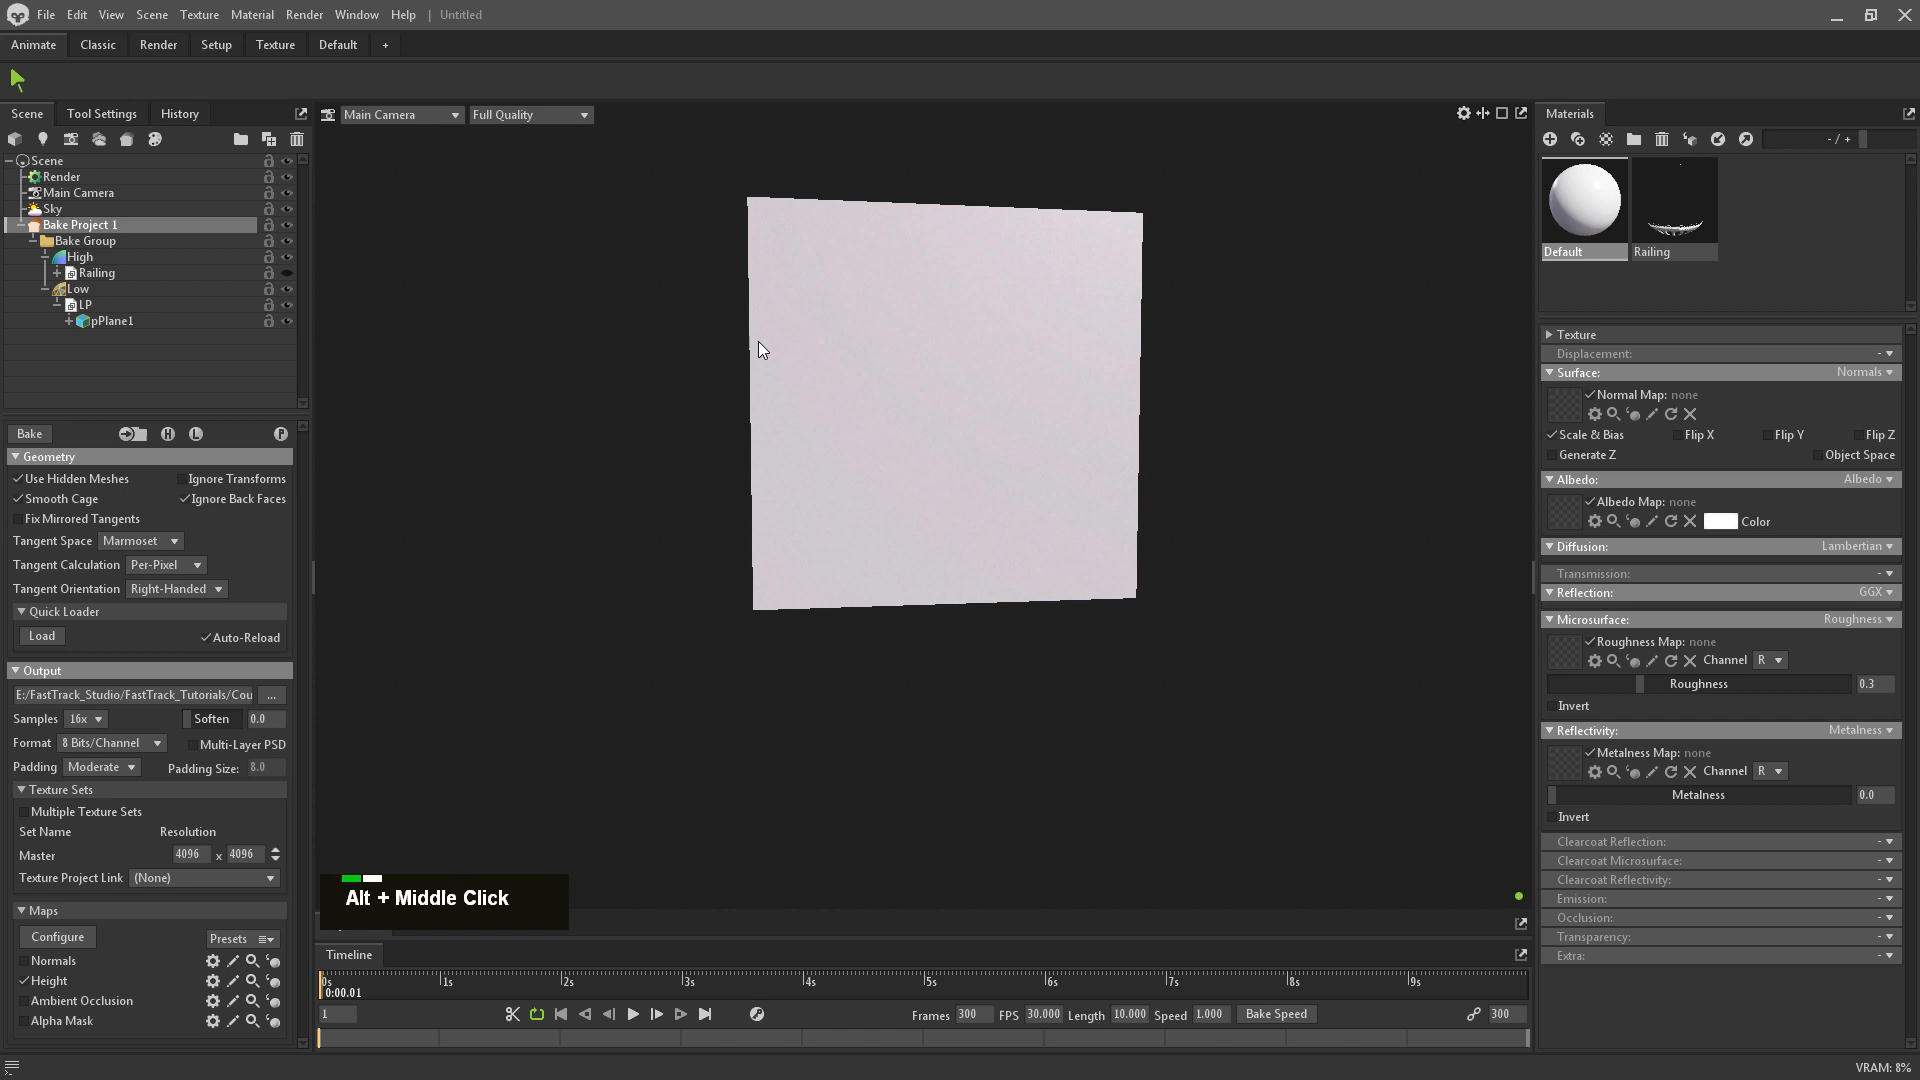 File Edit View Scene Texture Material Render Window Help | Untitled
Animate Classic Render Setup Texture Default +
Scene Tool Settings History
Main Camera Full Quality
Materials
- / +
Scene
Render
Main Camera
Sky
Bake Project 1
Bake Group
High
Railing
Low
LP
pPlane1
Default Railing
Bake H L P
Geometry
Use Hidden Meshes Ignore Transforms
Smooth Cage Ignore Back Faces
Fix Mirrored Tangents
Tangent Space Marmoset
Tangent Calculation Per-Pixel
Tangent Orientation Right-Handed
Quick Loader
Load Auto-Reload
Output
E:/FastTrack_Studio/FastTrack_Tutorials/Cou ...
Samples 16x Soften 0.0
Format 8 Bits/Channel Multi-Layer PSD
Padding Moderate Padding Size: 8.0
Texture Sets
Multiple Texture Sets
Set Name Resolution
Master 4096 x 4096
Texture Project Link (None)
Maps
Configure Presets
Normals
Height
Ambient Occlusion
Alpha Mask
Alt + Middle Click
Timeline
0s 1s 2s 3s 4s 5s 6s 7s 8s 9s
0:00.01
1 Frames 300 FPS 30.000 Length 10.000 Speed 1.000 Bake Speed 300
Texture
Displacement: -
Surface: Normals
Normal Map: none
Scale & Bias Flip X Flip Y Flip Z
Generate Z Object Space
Albedo: Albedo
Albedo Map: none
Color
Diffusion: Lambertian
Transmission: -
Reflection: GGX
Microsurface: Roughness
Roughness Map: none
Channel R
Roughness 0.3
Invert
Reflectivity: Metalness
Metalness Map: none
Channel R
Metalness 0.0
Invert
Clearcoat Reflection: -
Clearcoat Microsurface: -
Clearcoat Reflectivity: -
Emission: -
Occlusion: -
Transparency: -
Extra: -
VRAM: 8%